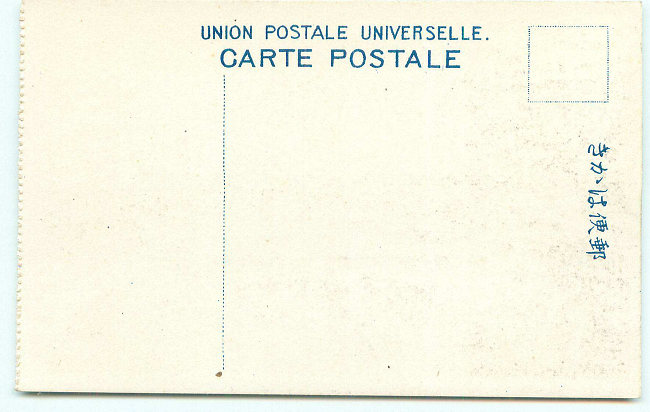 UNION POSTALE UNIVERSELLE.
CARTE POSTALE
郵便はかき